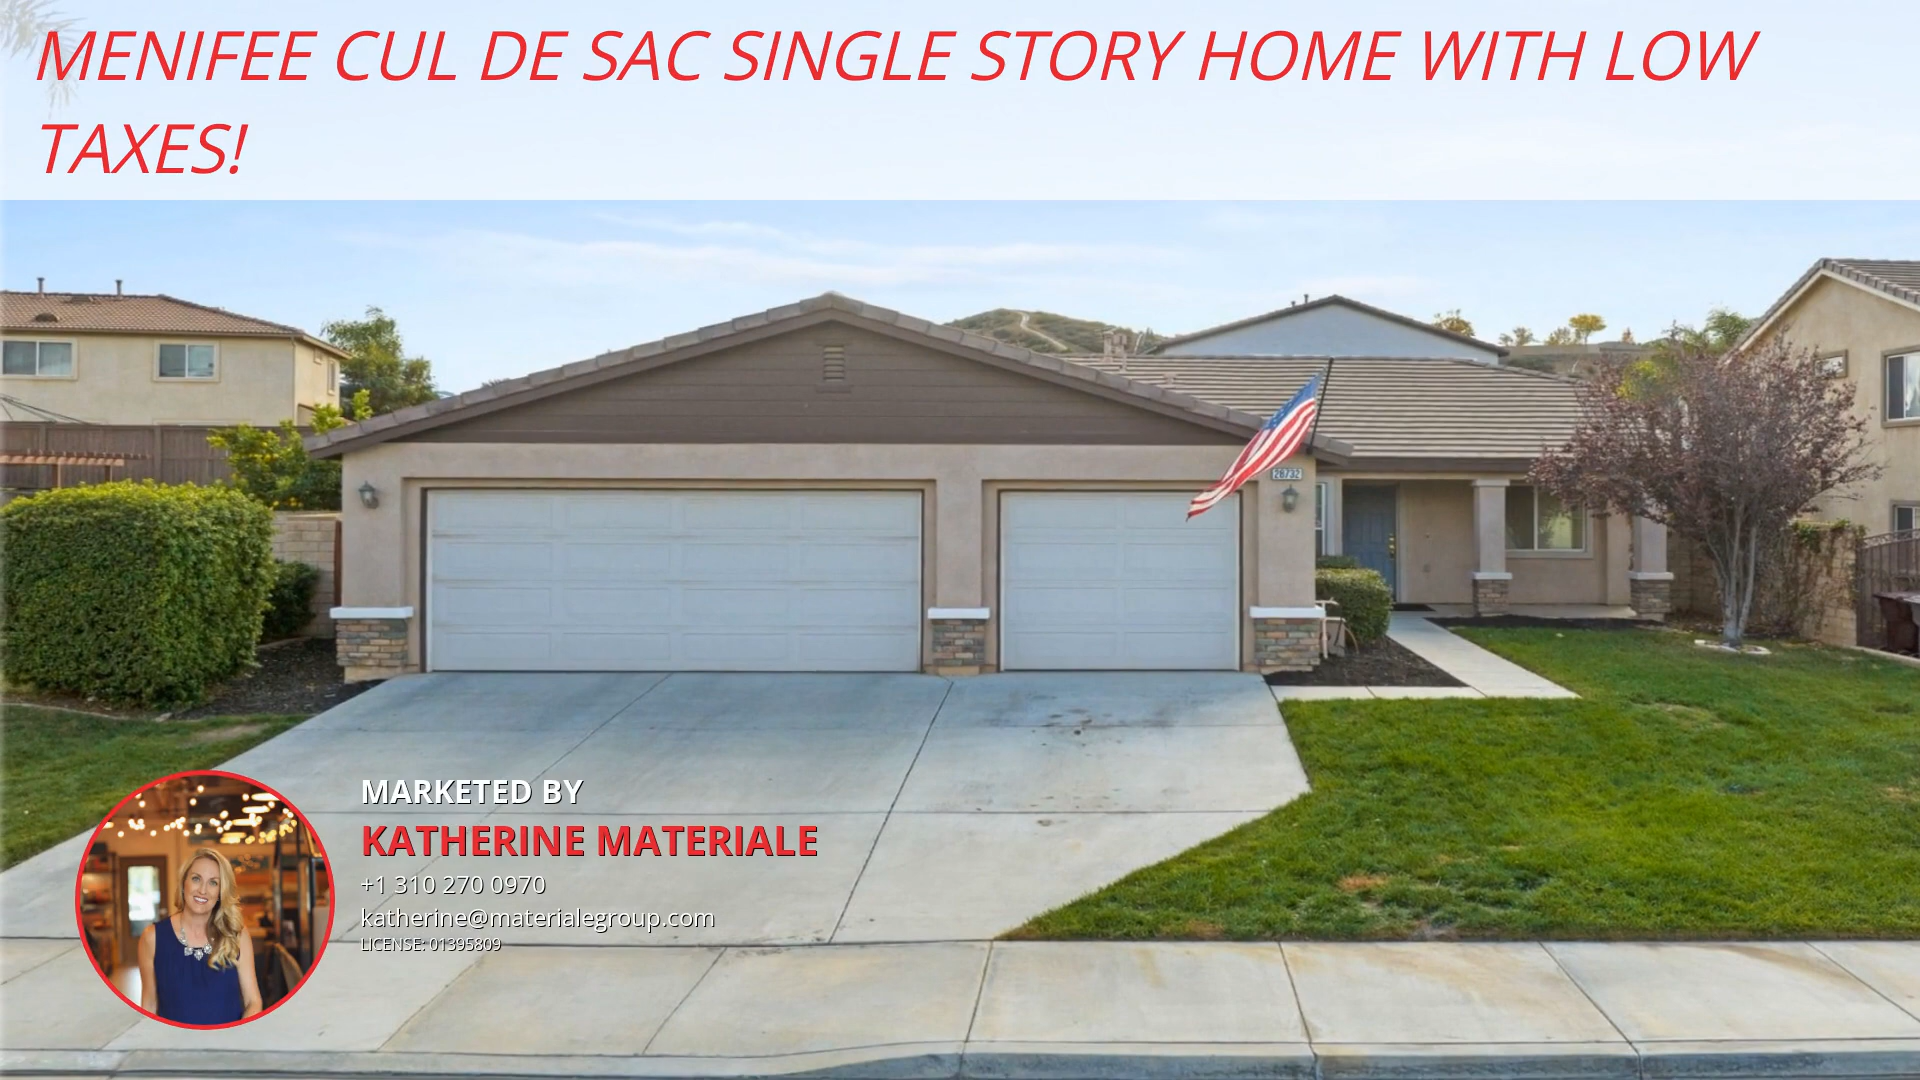 MENIFEE CUL DE SAC SINGLE STORY HOME WITH LOW
TAXES!
26732
MARKETED BY
KATHERINE MATERIALE
+1 310 270 0970
katherine@materialegroup.com
LICENSE: 01395809